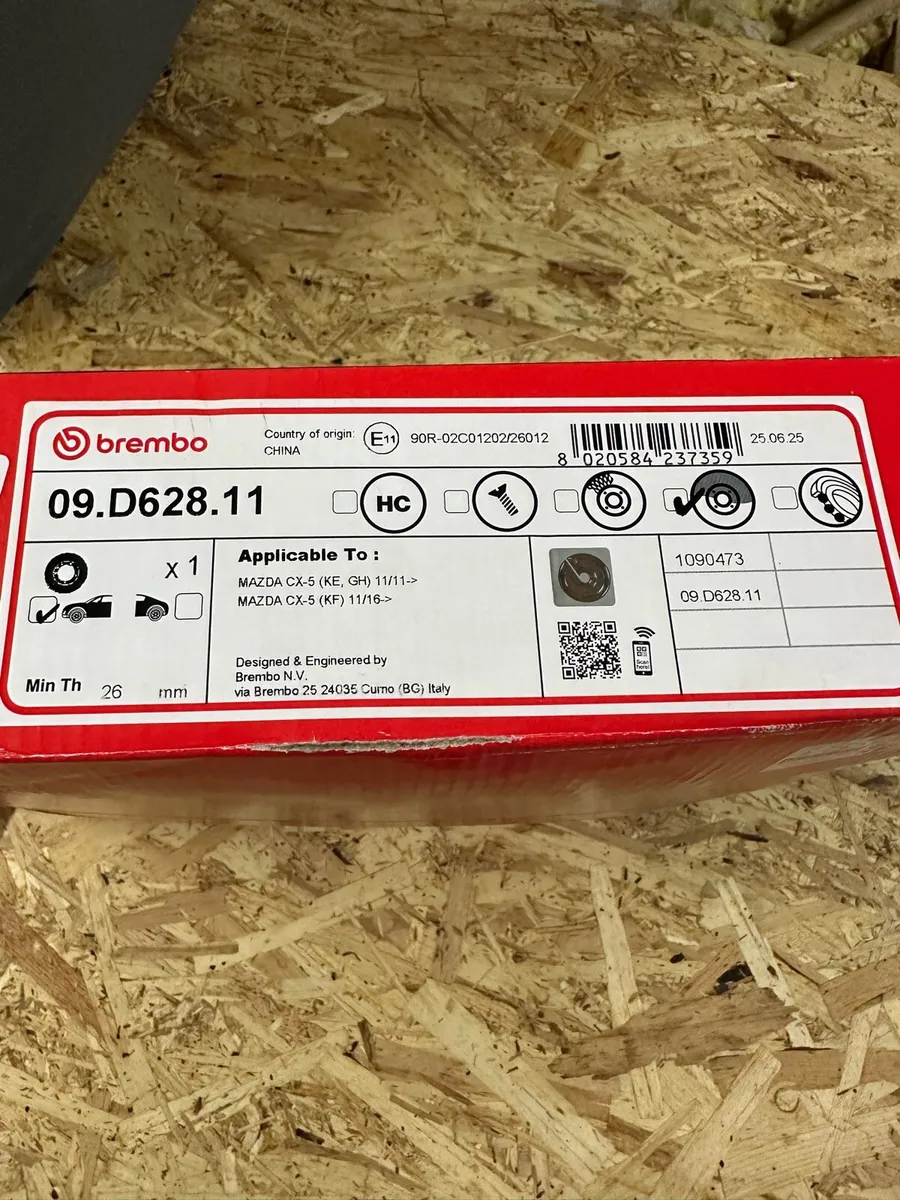 brembo
Country of origin:
CHINA
E11
90R-02C01202/26012
8 020584 237359
25.06.25
09.D628.11
HC
x 1
Applicable To :
MAZDA CX-5 (KE, GH) 11/11->
MAZDA CX-5 (KF) 11/16->
Designed & Engineered by
Brembo N.V.
via Brembo 25 24035 Curno (BG) Italy
Min Th 26 mm
Scan
here!
1090473
09.D628.11